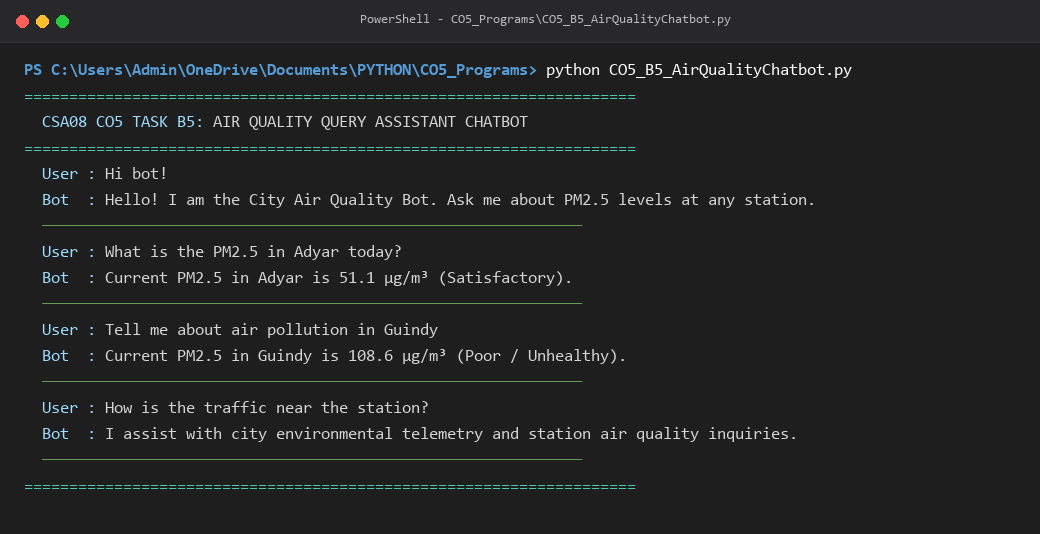 PowerShell - CO5_Programs\CO5_B5_AirQualityChatbot.py
PS C:\Users\Admin\OneDrive\Documents\PYTHON\CO5_Programs> python CO5_B5_AirQualityChatbot.py
====================================================================
CSA08 CO5 TASK B5: AIR QUALITY QUERY ASSISTANT CHATBOT
====================================================================
User : Hi bot!
Bot  : Hello! I am the City Air Quality Bot. Ask me about PM2.5 levels at any station.
────────────────────────────────────────────────────────────
User : What is the PM2.5 in Adyar today?
Bot  : Current PM2.5 in Adyar is 51.1 µg/m³ (Satisfactory).
────────────────────────────────────────────────────────────
User : Tell me about air pollution in Guindy
Bot  : Current PM2.5 in Guindy is 108.6 µg/m³ (Poor / Unhealthy).
────────────────────────────────────────────────────────────
User : How is the traffic near the station?
Bot  : I assist with city environmental telemetry and station air quality inquiries.
────────────────────────────────────────────────────────────
====================================================================